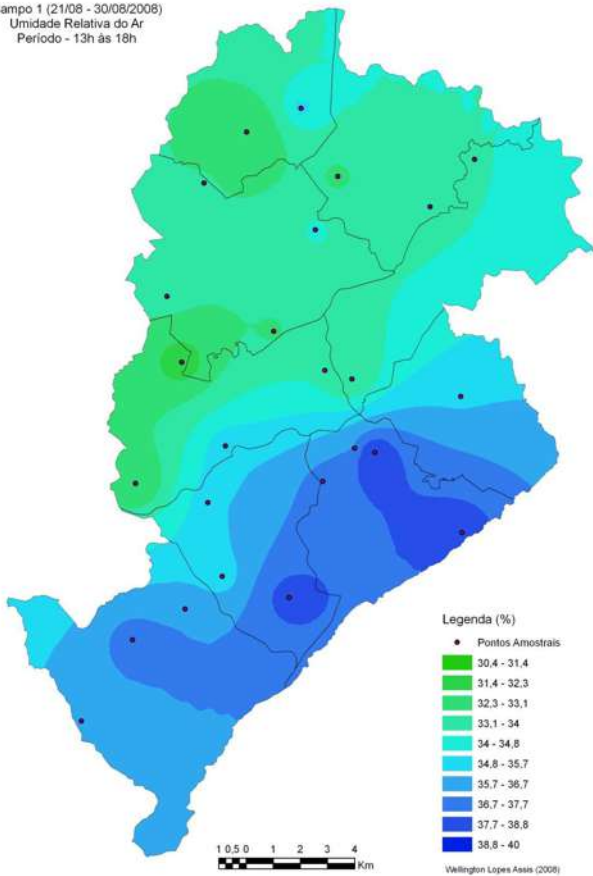 ampo 1 (21/08 - 30/08/2008)
Umidade Relativa do Ar
Período - 13h às 18h
Legenda (%)
Pontos Amostrais
30,4 - 31,4
31,4 - 32,3
32,3 - 33,1
33,1 - 34
34 - 34,8
34,8 - 35,7
35,7 - 36,7
36,7 - 37,7
37,7 - 38,8
38,8 - 40
1 0,5 0 1 2 3 4
Km
Wellington Lopes Assis (2008)